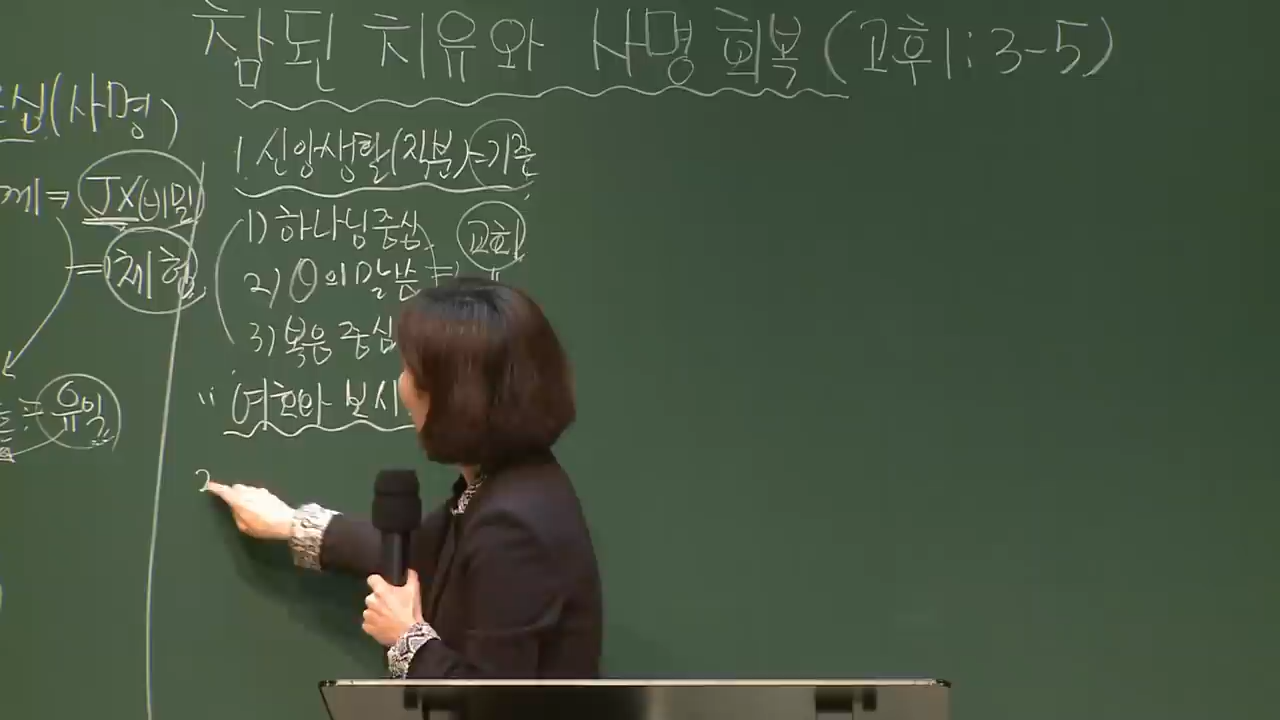 참된 치유와 사명 회복 (고후1:3-5)
심(사명)
께 ⇒ JX(비밀)
= 체험
유일
1. 신앙생활(직분)=기준
1) 하나님중심
2) 의 말씀 = 교회
3) 복음 중심
" 여호와 보시
2